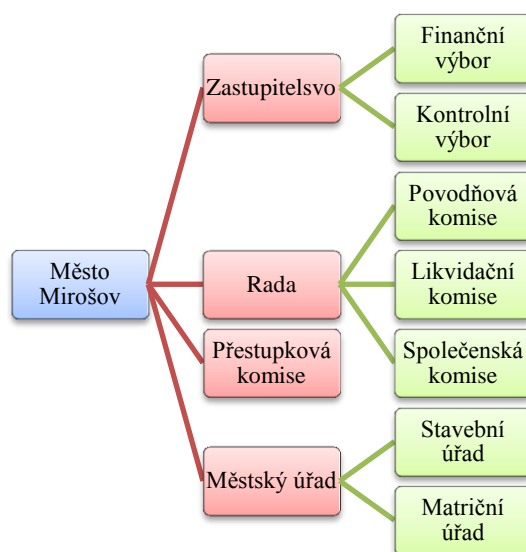 Město
Mirošov
Zastupitelsvo
Finanční
výbor
Kontrolní
výbor
Rada
Povodňová
komise
Likvidační
komise
Společenská
komise
Přestupková
komise
Městský úřad
Stavební
úřad
Matriční
úřad